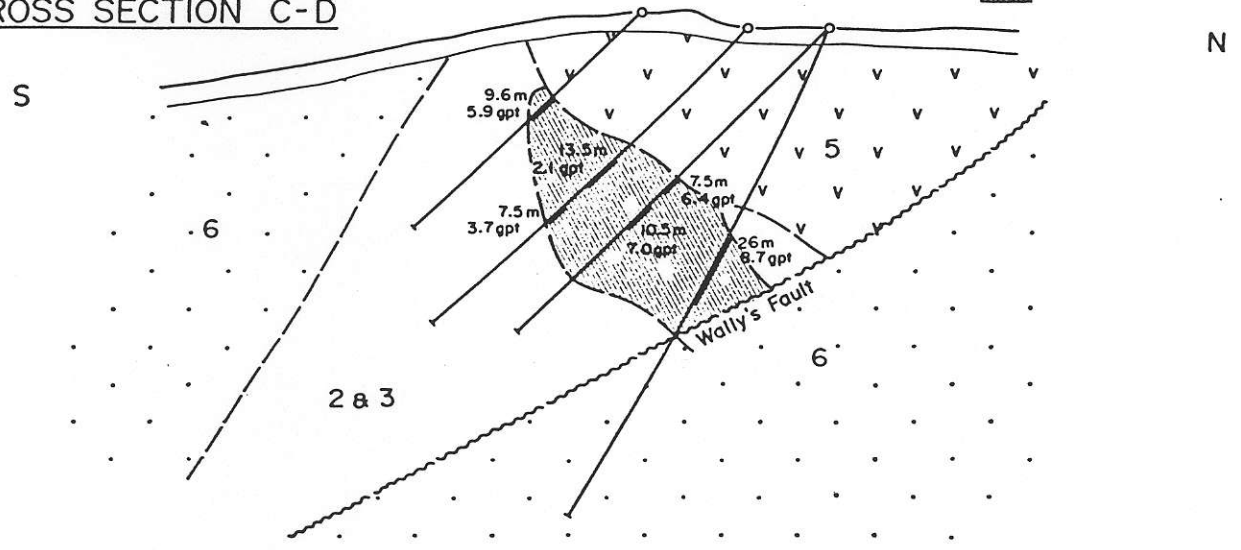 ROSS SECTION C-D
N
S
9.6m
5.9gpt
13.5m
2.1gpt
5
7.5m
6.4gpt
7.5m
3.7gpt
6
10.5m
7.0gpt
26m
8.7gpt
Wally's Fault
6
2 & 3